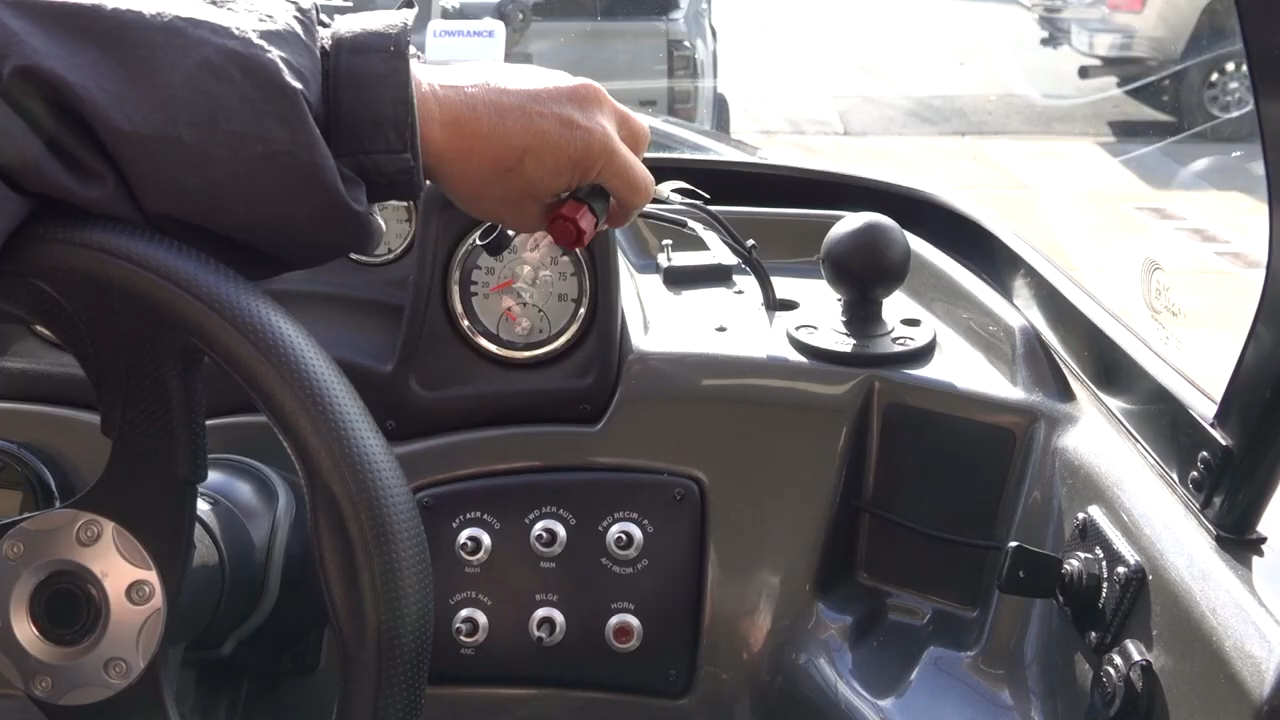 LOWRANCE
50
60
40
70
30
75
20
80
10
AFT AER AUTO
FWD AER AUTO
FWD RECIR / P.O
MAN
MAN
AFT RECIR / P.O
LIGHTS NAV
BILGE
HORN
ANC